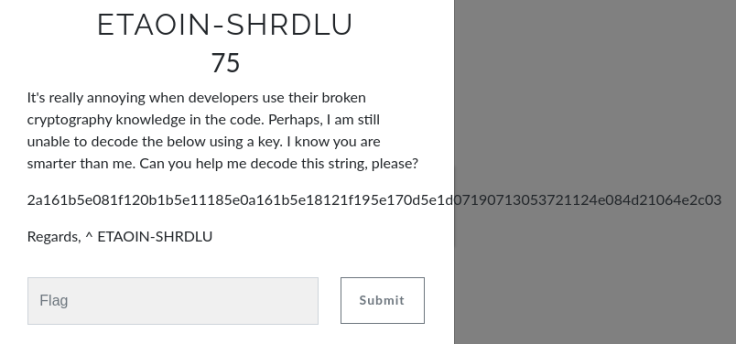 ETAOIN-SHRDLU
75
It's really annoying when developers use their broken
cryptography knowledge in the code. Perhaps, I am still
unable to decode the below using a key. I know you are
smarter than me. Can you help me decode this string, please?
2a161b5e081f120b1b5e11185e0a161b5e18121f195e170d5e1d07190713053721124e084d21064e2c03
Regards, ^ ETAOIN-SHRDLU
Flag
Submit